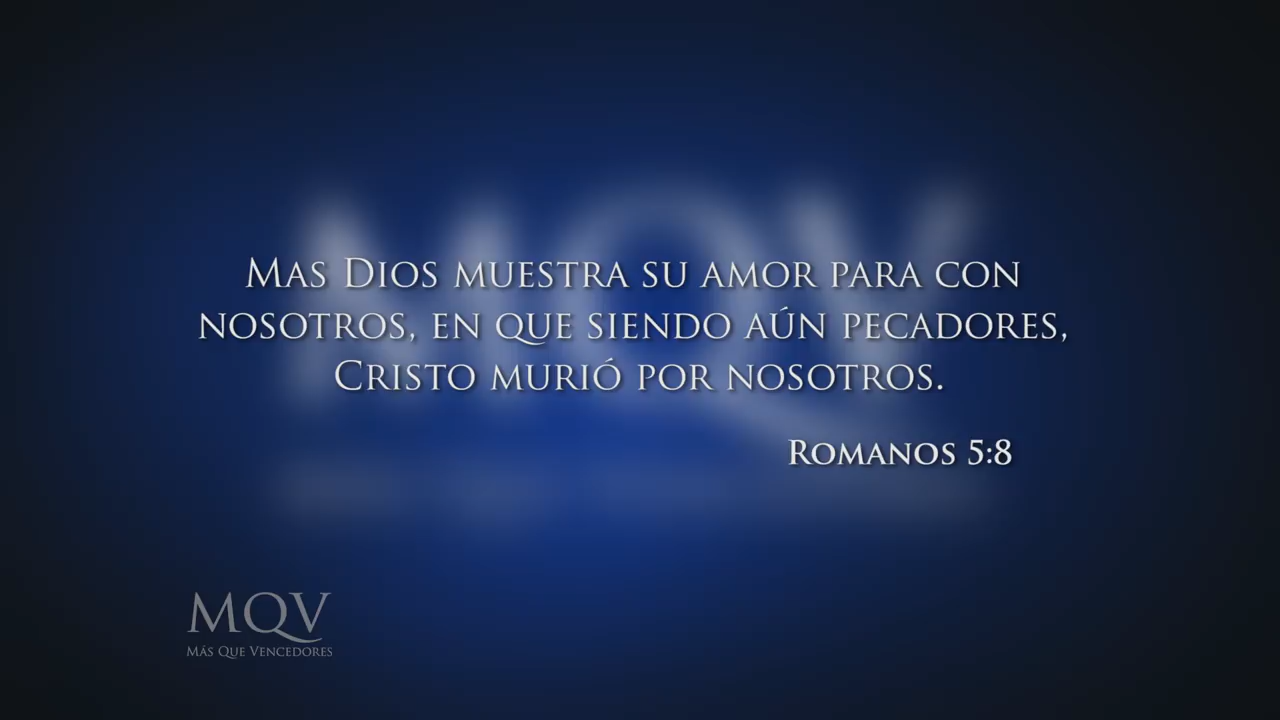 Mas Dios muestra su amor para con
nosotros, en que siendo aún pecadores,
Cristo murió por nosotros.
Romanos 5:8
MQV
Más Que Vencedores